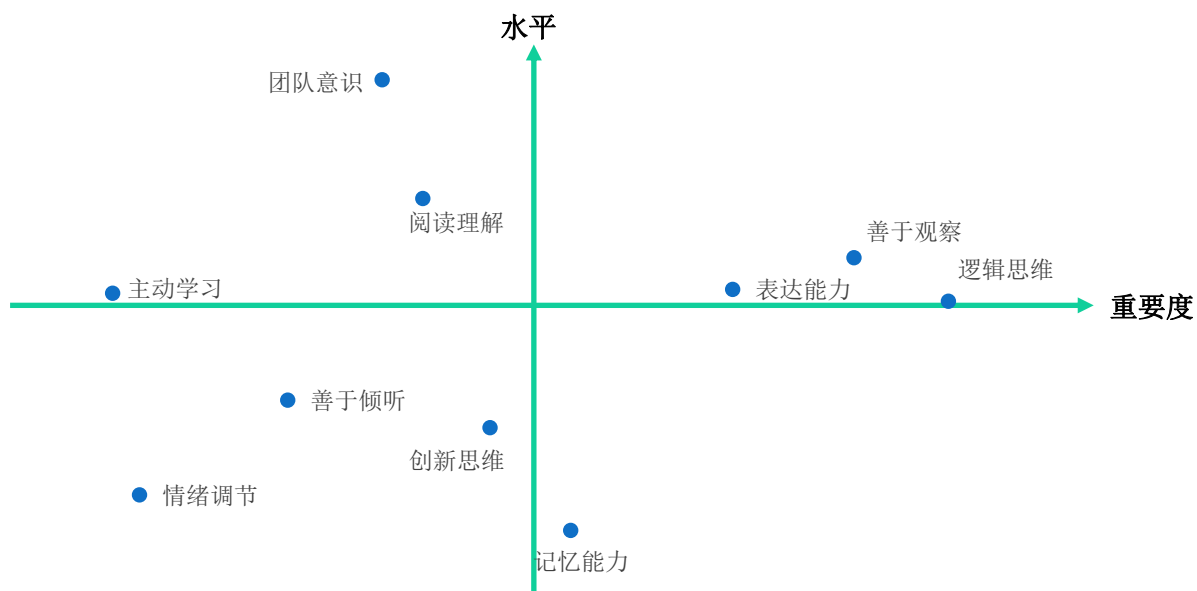 水平
团队意识
阅读理解
善于观察
逻辑思维
主动学习
表达能力
重要度
善于倾听
创新思维
情绪调节
记忆能力